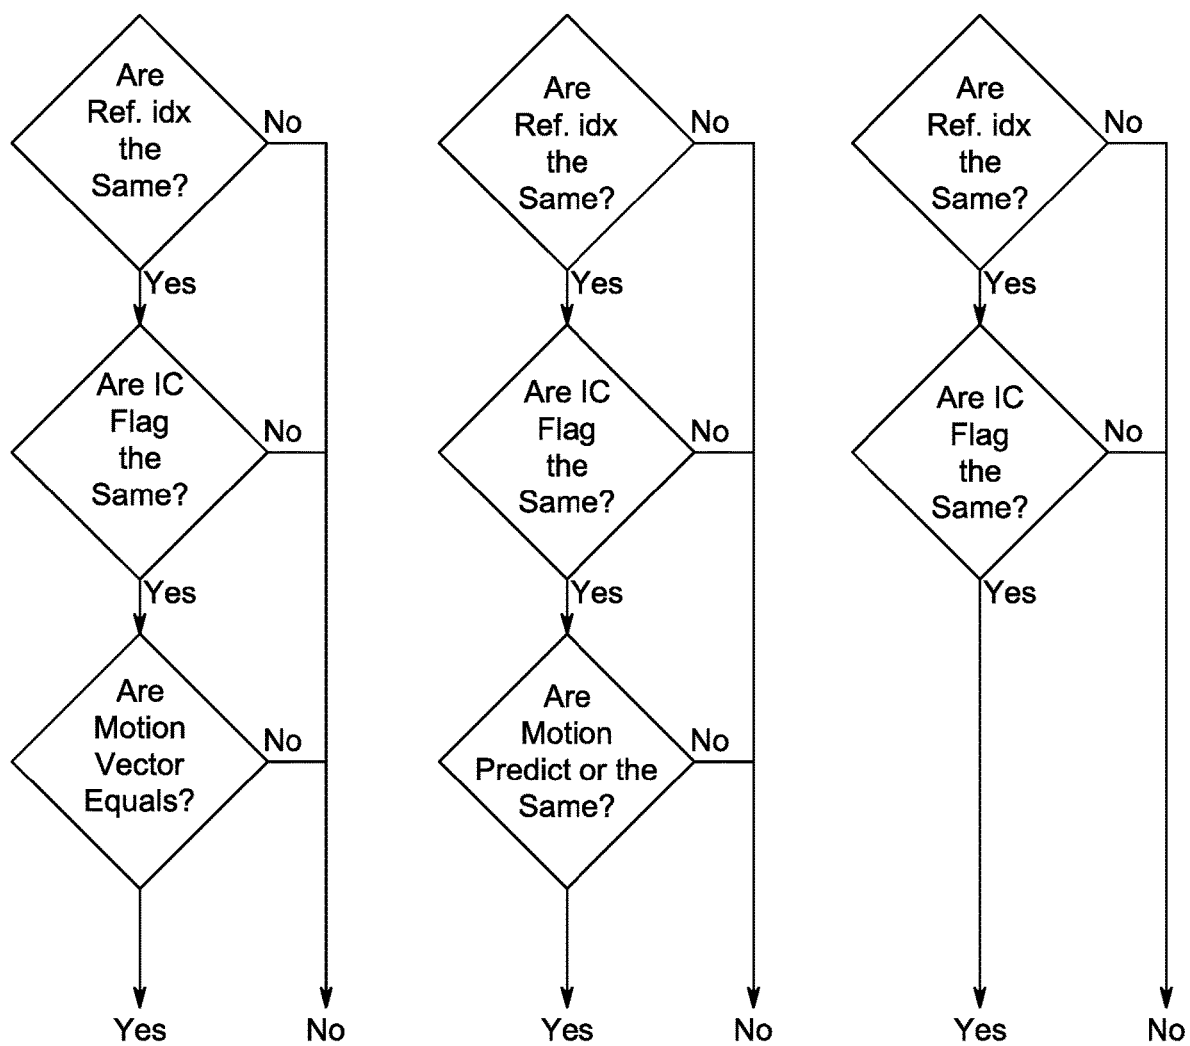 Are
Ref. idx
the
Same?
No
Yes
Are IC
Flag
the
Same?
No
Yes
Are
Motion
Vector
Equals?
No
Yes
No
Are
Ref. idx
the
Same?
No
Yes
Are IC
Flag
the
Same?
No
Yes
Are
Motion
Predict or the
Same?
No
Yes
No
Are
Ref. idx
the
Same?
No
Yes
Are IC
Flag
the
Same?
No
Yes
Yes
No